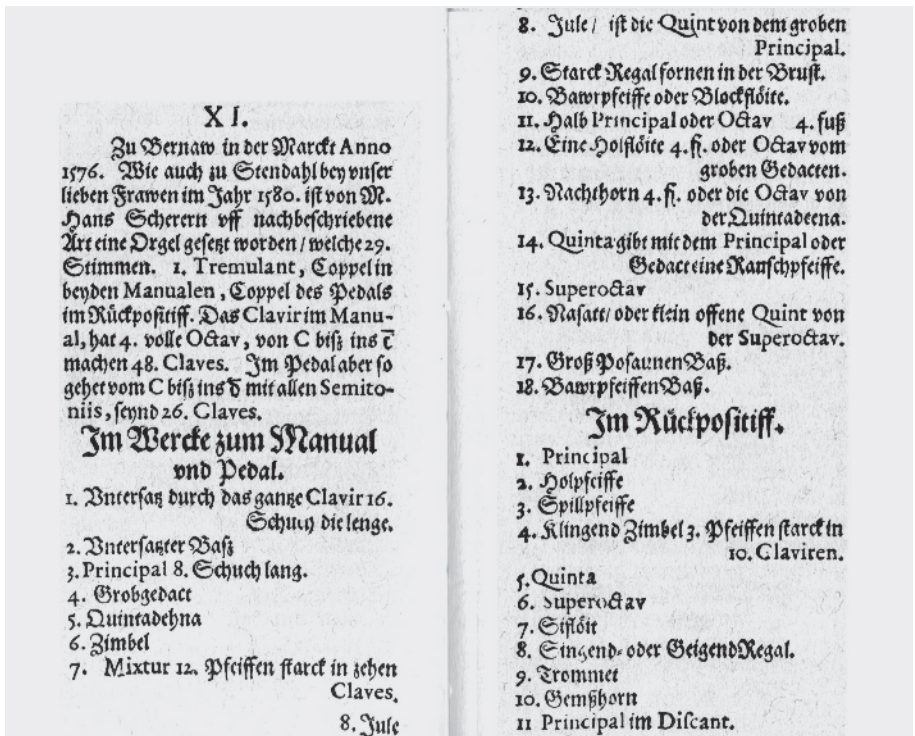 XI.
Zu Bernaw in der Marckt Anno
1576. Wie auch zu Stendahl bey vnser
lieben Frawen im Jahr 1580. ist von M.
Hans Scherern vff nachbeschriebene
Art eine Orgel gesetzt worden / welche 29.
Stimmen. 1. Tremulant, Coppel in
beyden Manualen, Coppel des Pedals
im Rückpositiff. Das Clavir im Manu-
al, hat 4. volle Octav, von C biß ins c̄
machen 48. Claves. Im Pedal aber so
gehet vom C biß ins d̄ mit allen Semito-
niis, seynd 26. Claves.
Im Wercke zum Manual
vnd Pedal.
1. Vntersatz durch das gantze Clavir 16.
Schuch die lenge.
2. Vntersatzter Baß
3. Principal 8. Schuch lang.
4. Grobgedact
5. Quintadehna
6. Zimbel
7. Mixtur 12. Pfeiffen starck in zehen
Claves.
8. Jule
8. Jule / ist die Quint von dem groben
Principal.
9. Starck Regal fornen in der Brust.
10. Bawrpfeiffe oder Blockflöite.
11. Halb Principal oder Octav 4. fuß
12. Eine Holflöite 4. fi. oder Octav vom
groben Gedacten.
13. Nachthorn 4. fi. oder die Octav von
der Quintadeena.
14. Quinta gibt mit dem Principal oder
Gedact eine Rauschpfeiffe.
15. Superoctav
16. Nasatt / oder klein offene Quint von
der Superoctav.
17. Groß Posaunen Baß.
18. Bawrpfeiffen Baß.
Im Rückpositiff.
1. Principal
2. Holpfeiffe
3. Spillpfeiffe
4. Klingend Zimbel 3. Pfeiffen starck in
10. Claviren.
5. Quinta
6. Superoctav
7. Siflöit
8. Singend- oder Geigend Regal.
9. Trommet
10. Gemßhorn
11 Principal im Discant.